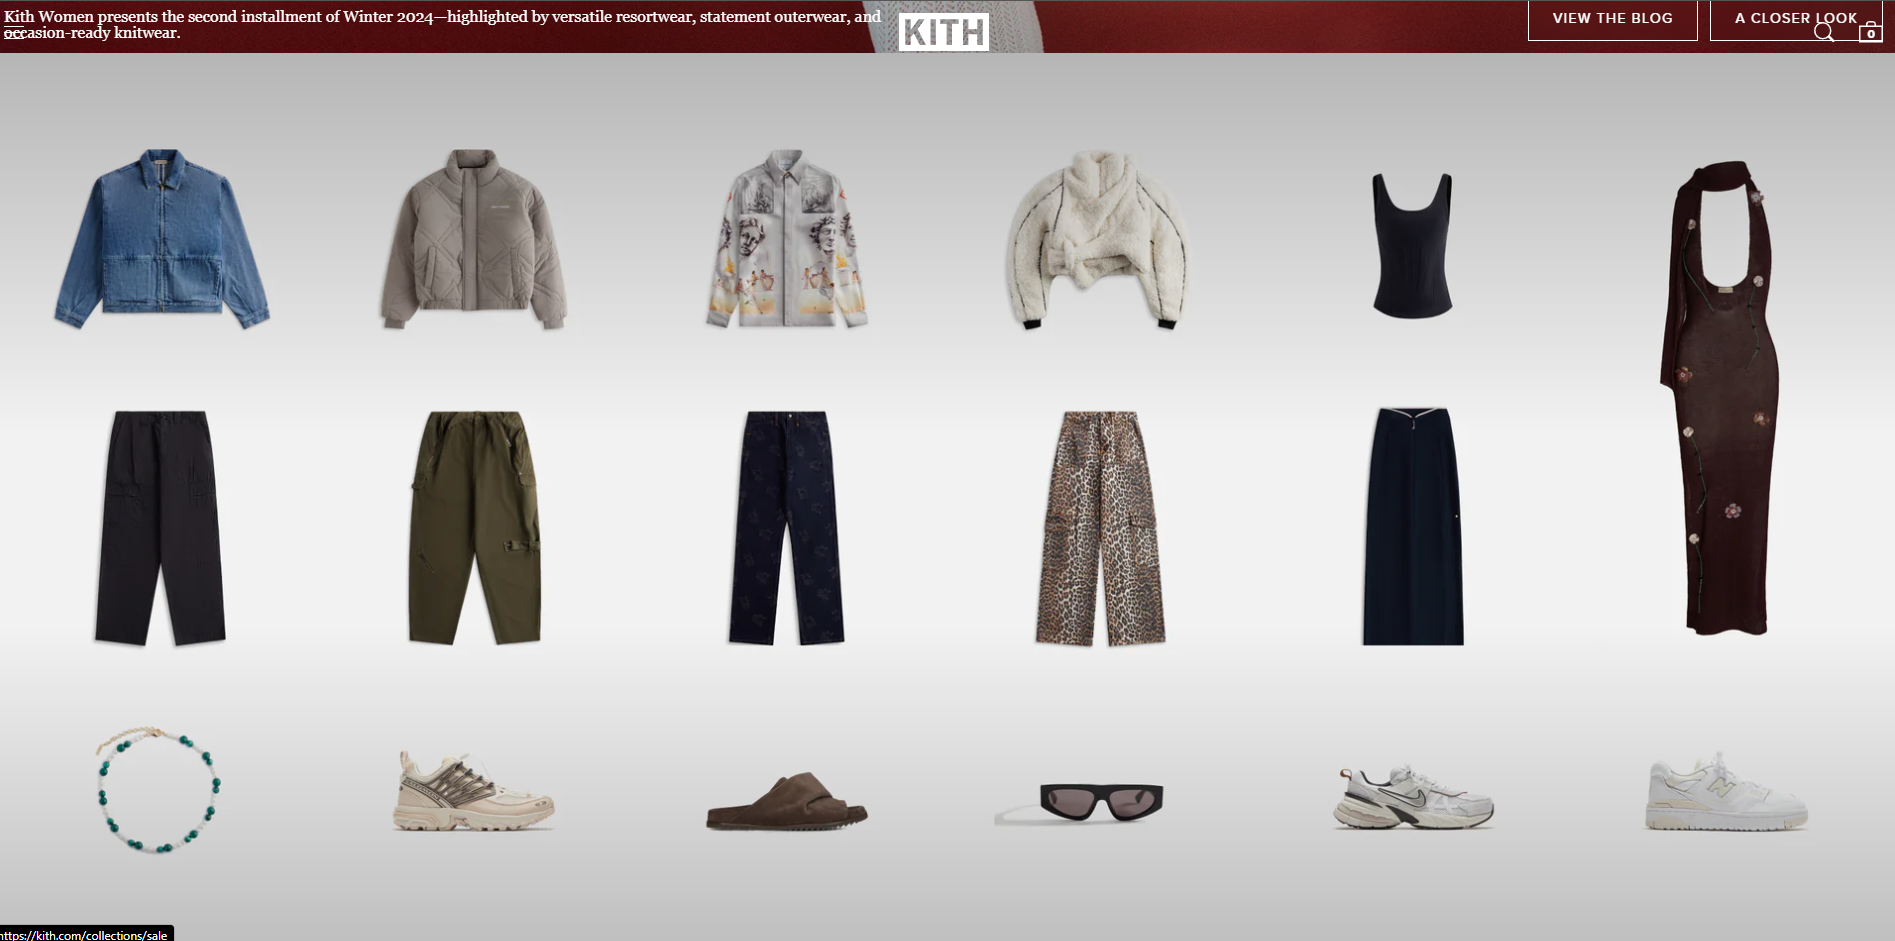 Kith Women presents the second installment of Winter 2024—highlighted by versatile resortwear, statement outerwear, and
occasion-ready knitwear.
KITH
VIEW THE BLOG
A CLOSER LOOK
0
https://kith.com/collections/sale